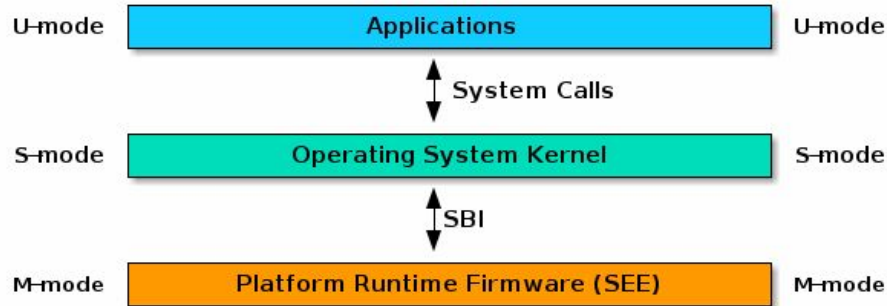 U-mode Applications U-mode
System Calls
S-mode Operating System Kernel S-mode
SBI
M-mode Platform Runtime Firmware (SEE) M-mode